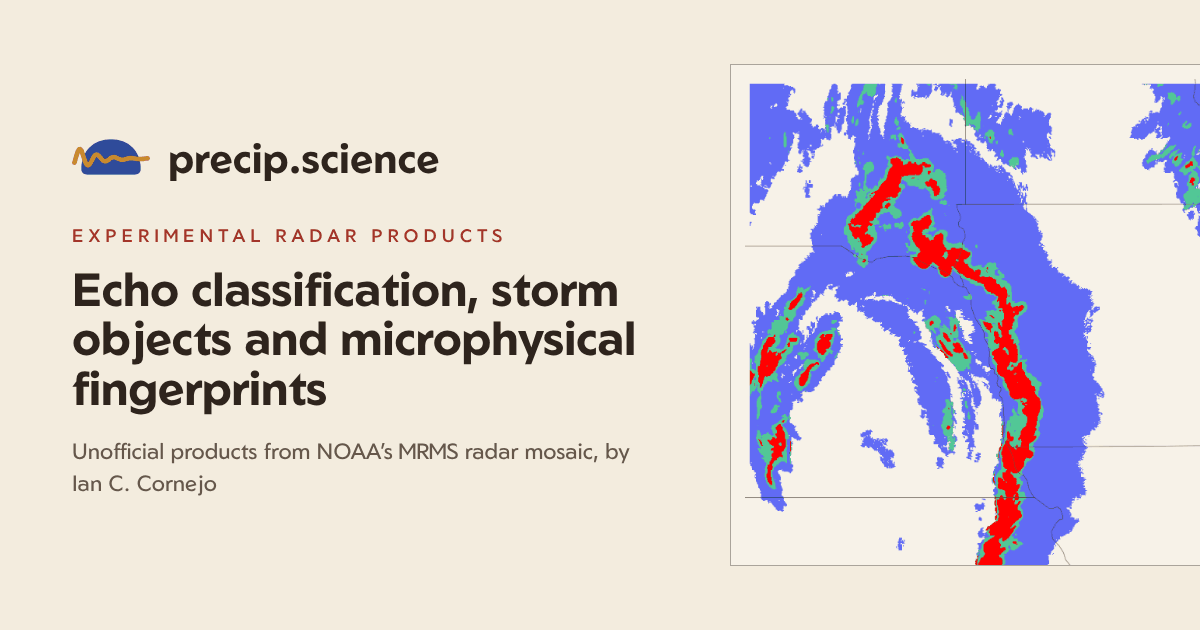 precip.science
EXPERIMENTAL RADAR PRODUCTS
Echo classification, storm
objects and microphysical
fingerprints
Unofficial products from NOAA’s MRMS radar mosaic, by
Ian C. Cornejo